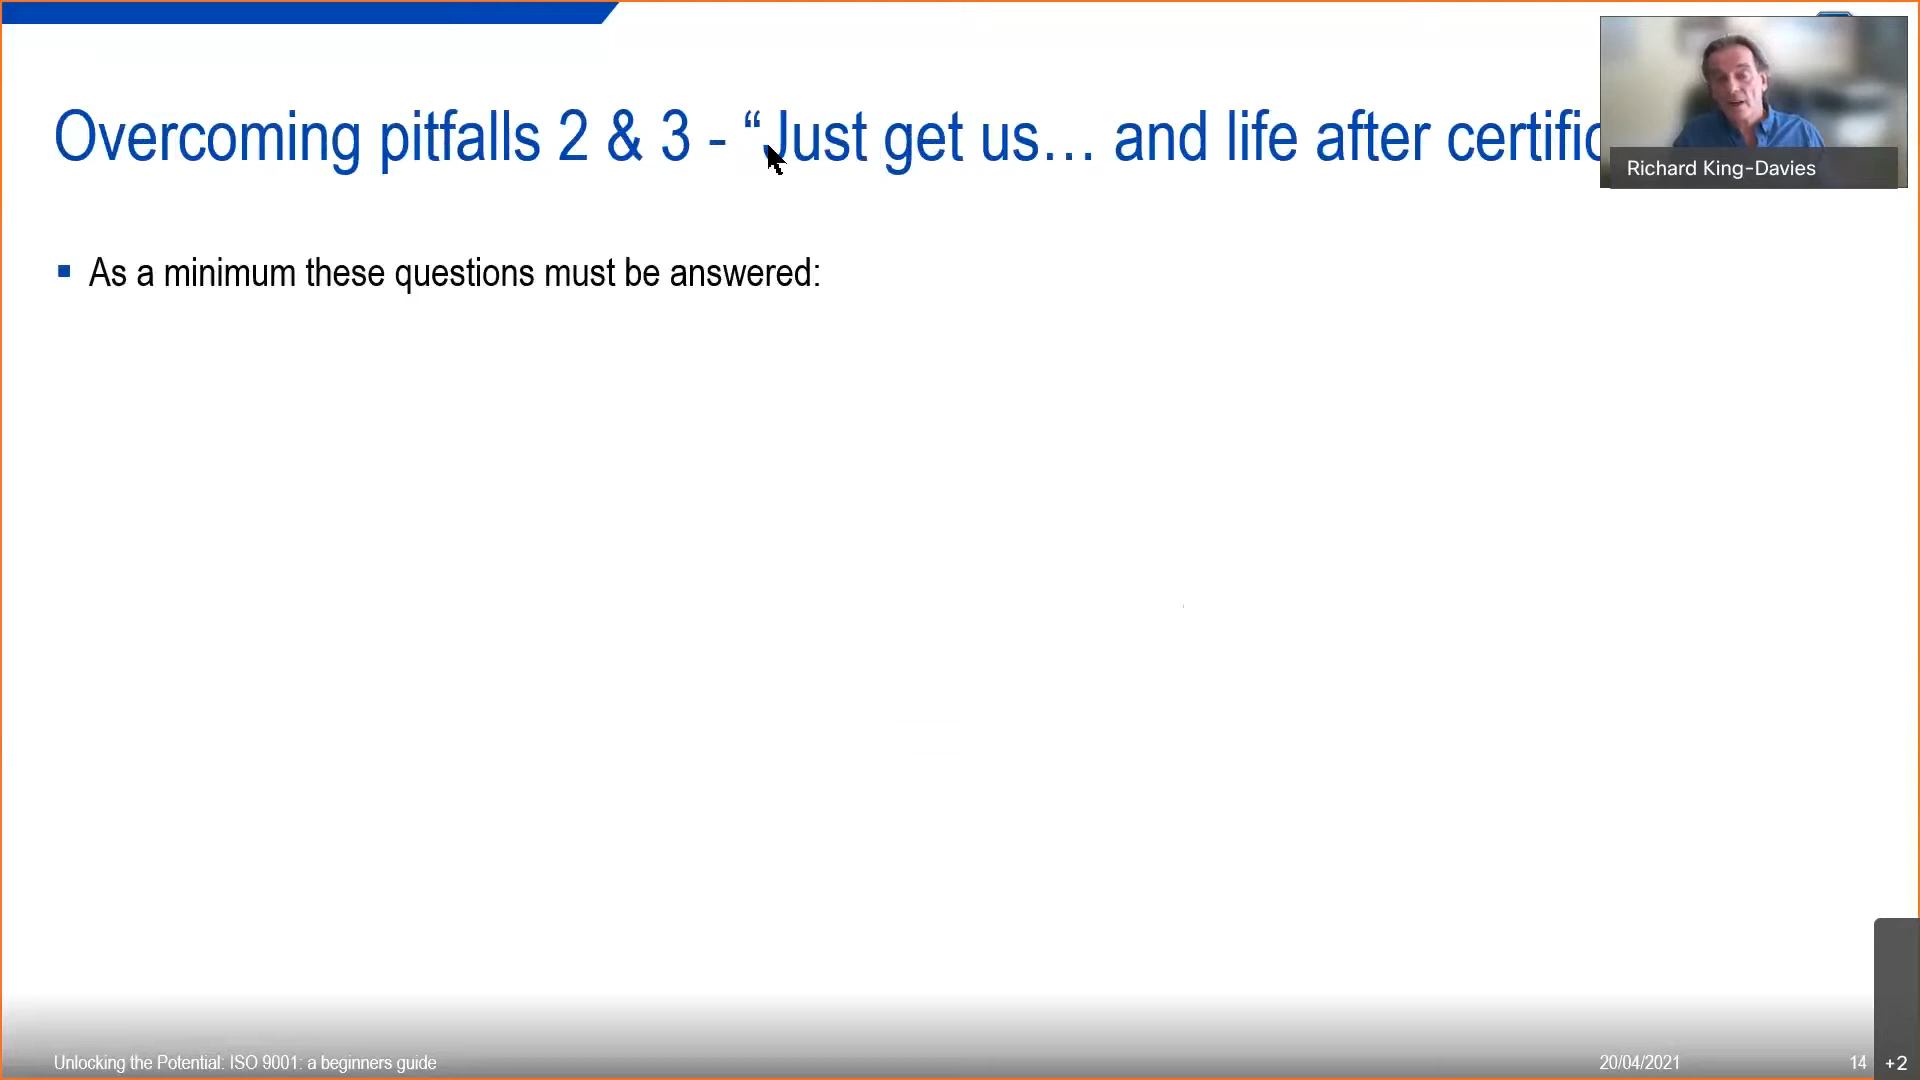 Overcoming pitfalls 2 & 3 - “Just get us… and life after certific
Richard King-Davies
▪ As a minimum these questions must be answered:
Unlocking the Potential: ISO 9001: a beginners guide
20/04/2021
14
+2